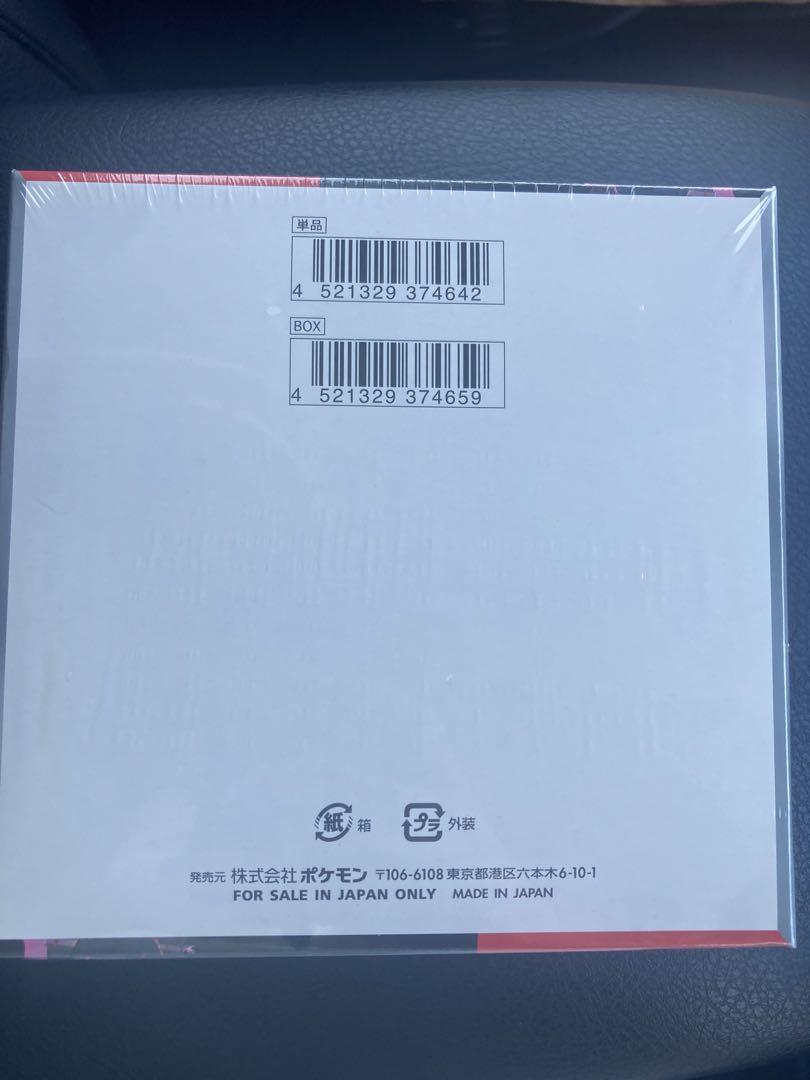 単品
4 521329 374642
BOX
4 521329 374659
紙 箱 プラ 外装
発売元 株式会社ポケモン 〒106-6108 東京都港区六本木6-10-1
FOR SALE IN JAPAN ONLY MADE IN JAPAN